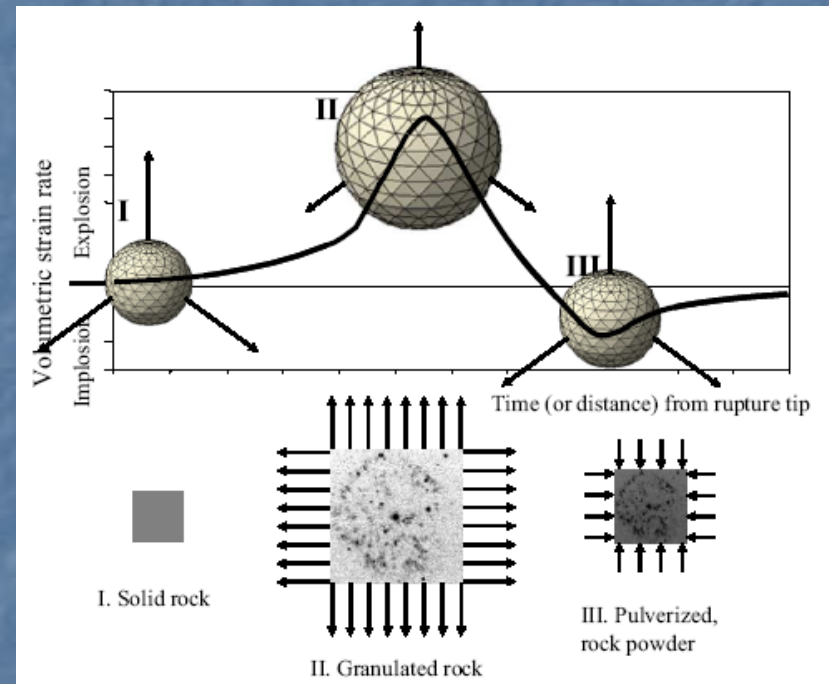 II
I
III
Volumetric strain rate
Explosion
Implosion
Time (or distance) from rupture tip
I. Solid rock
II. Granulated rock
III. Pulverized,
rock powder